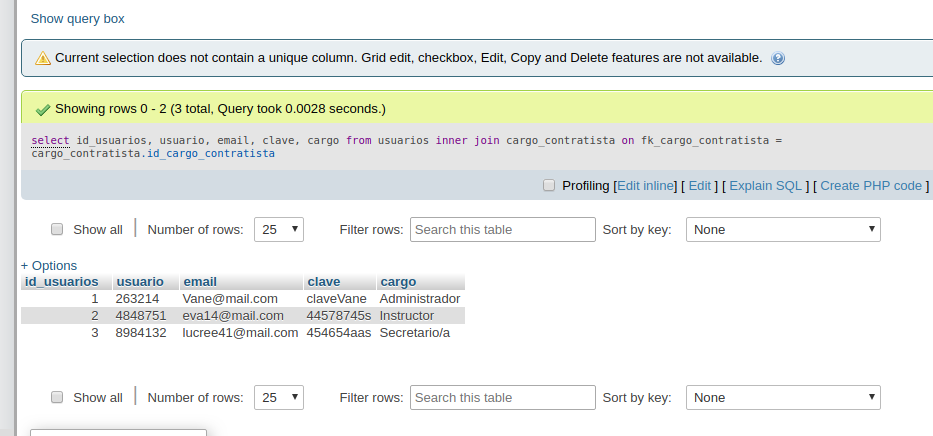 Show query box
Current selection does not contain a unique column. Grid edit, checkbox, Edit, Copy and Delete features are not available.
Showing rows 0 - 2 (3 total, Query took 0.0028 seconds.)
select id_usuarios, usuario, email, clave, cargo from usuarios inner join cargo_contratista on fk_cargo_contratista =
cargo_contratista.id_cargo_contratista
Profiling [Edit inline] [ Edit ] [ Explain SQL ] [ Create PHP code ]
Show all | Number of rows: 25 Filter rows: Search this table Sort by key: None
+ Options
id_usuarios usuario email clave cargo
1 263214 Vane@mail.com claveVane Administrador
2 4848751 eva14@mail.com 44578745s Instructor
3 8984132 lucree41@mail.com 454654aas Secretario/a
Show all | Number of rows: 25 Filter rows: Search this table Sort by key: None